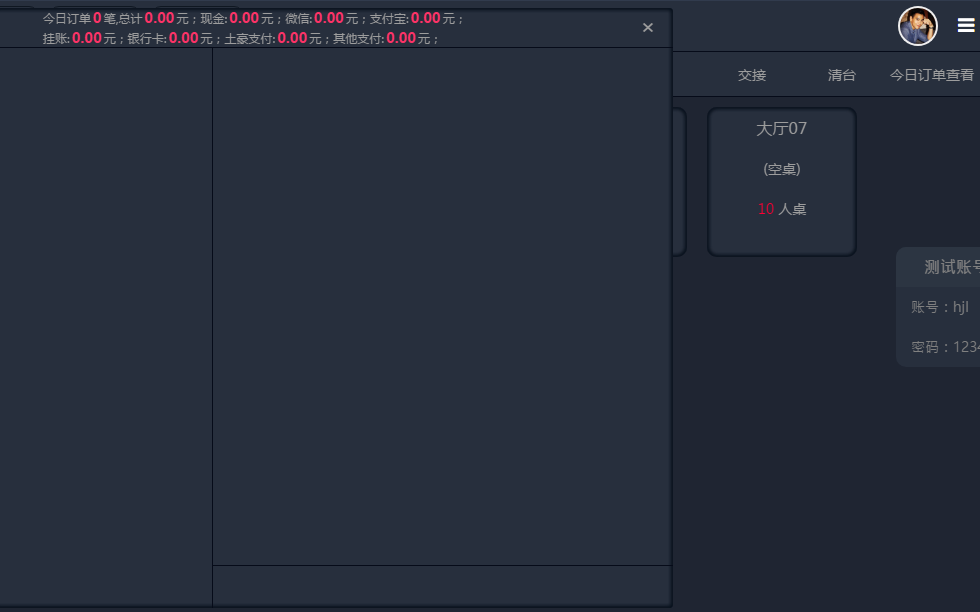 今日订单0笔,总计0.00元；现金:0.00元；微信:0.00元；支付宝:0.00元；
挂账:0.00元；银行卡:0.00元；土豪支付:0.00元；其他支付:0.00元；
交接
清台
今日订单查看
大厅07
(空桌)
10 人桌
测试账号
账号：hjl
密码：1234